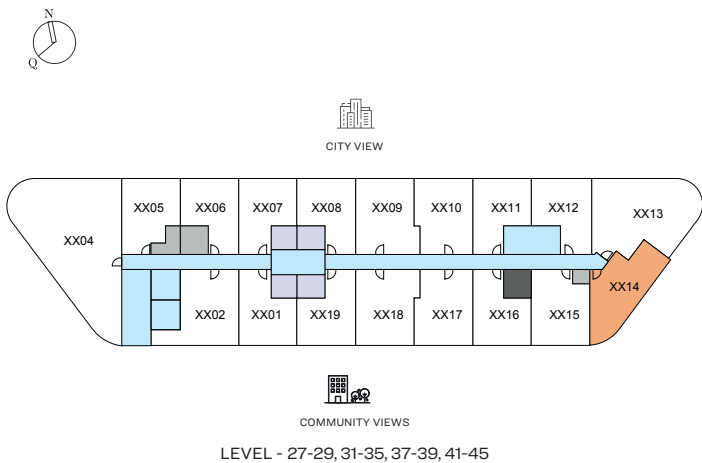 N
Q
CITY VIEW
XX05 XX06 XX07 XX08 XX09 XX10 XX11 XX12
XX04
XX13
XX14
XX02 XX01 XX19 XX18 XX17 XX16 XX15
COMMUNITY VIEWS
LEVEL - 27-29, 31-35, 37-39, 41-45